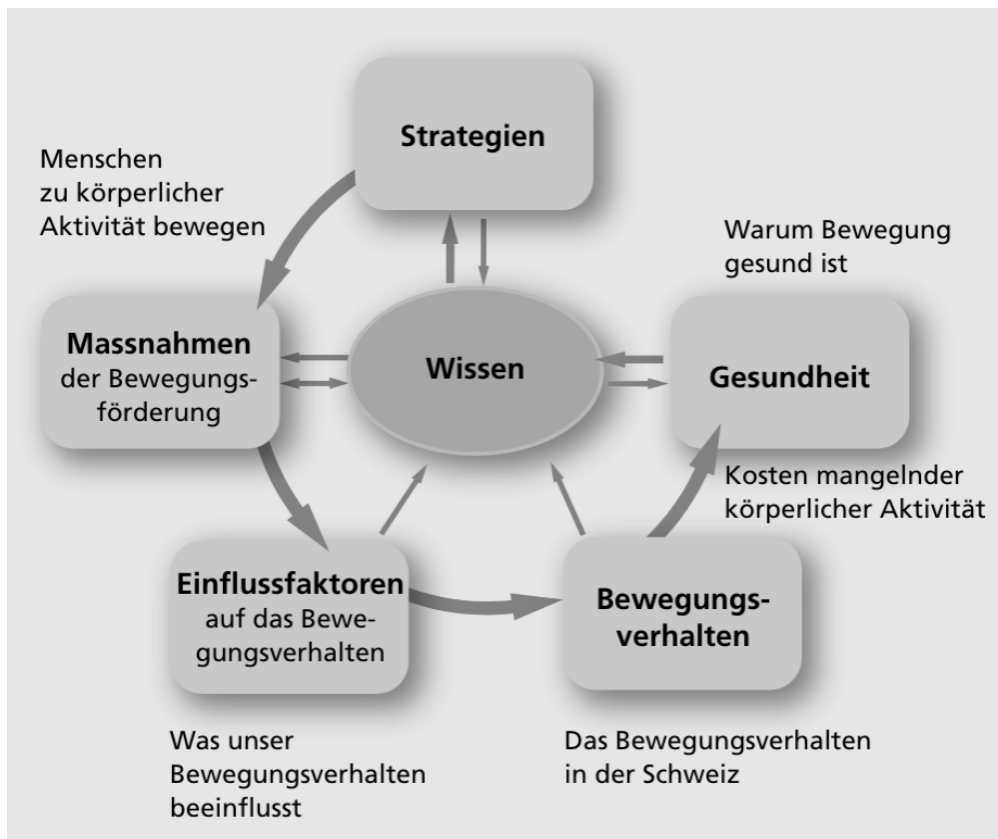 Strategien
Menschen
zu körperlicher
Aktivität bewegen
Warum Bewegung
gesund ist
Massnahmen
der Bewegungs-
förderung
Wissen
Gesundheit
Kosten mangelnder
körperlicher Aktivität
Einflussfaktoren
auf das Bewe-
gungsverhalten
Bewegungs-
verhalten
Was unser
Bewegungsverhalten
beeinflusst
Das Bewegungsverhalten
in der Schweiz